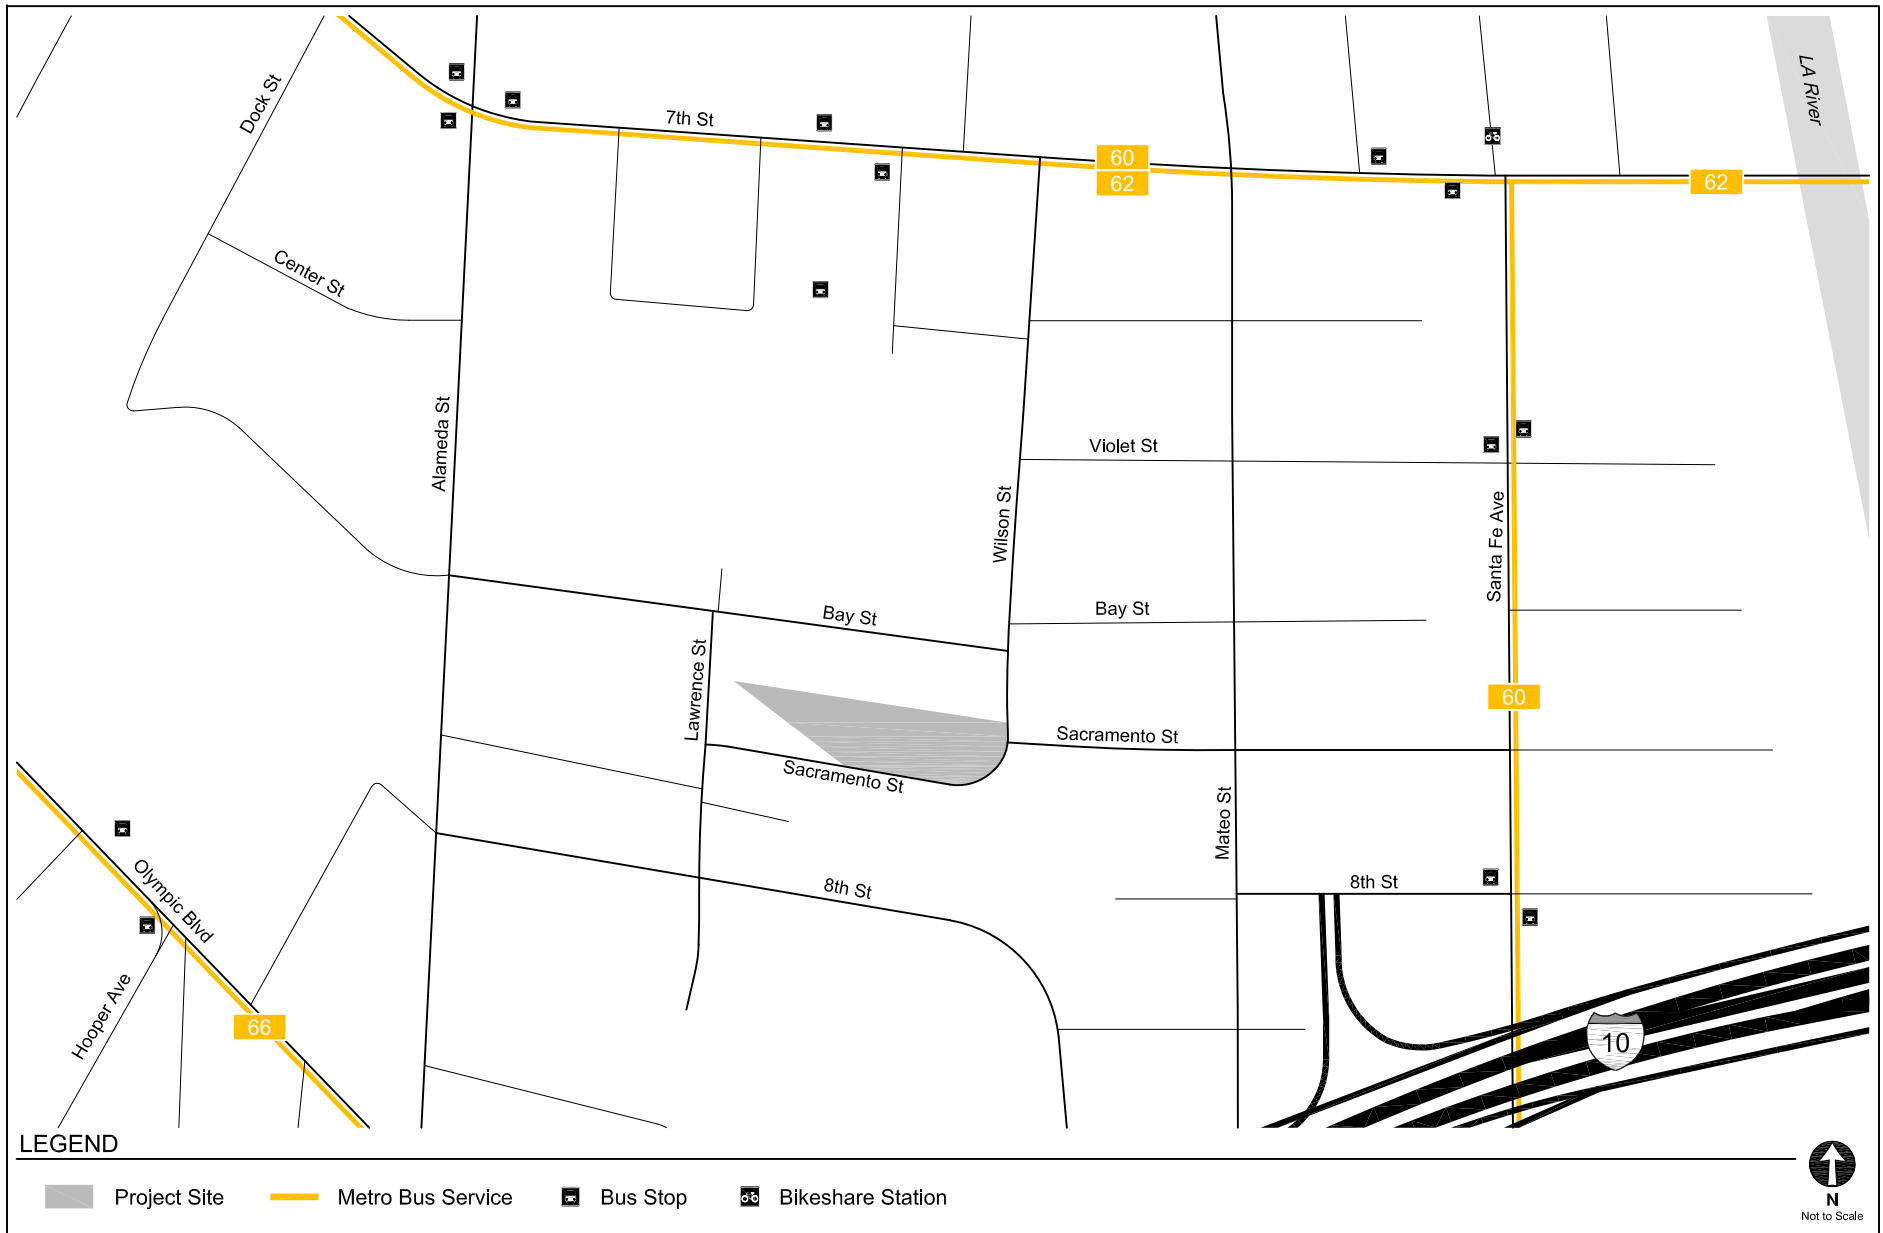 LA River
Dock St
7th St
60
62
62
Center St
Alameda St
Violet St
Wilson St
Santa Fe Ave
Bay St
Bay St
Lawrence St
60
Sacramento St
Sacramento St
Mateo St
Olympic Blvd
8th St
8th St
Hooper Ave
66
10
LEGEND
Project Site
Metro Bus Service
Bus Stop
Bikeshare Station
N
Not to Scale